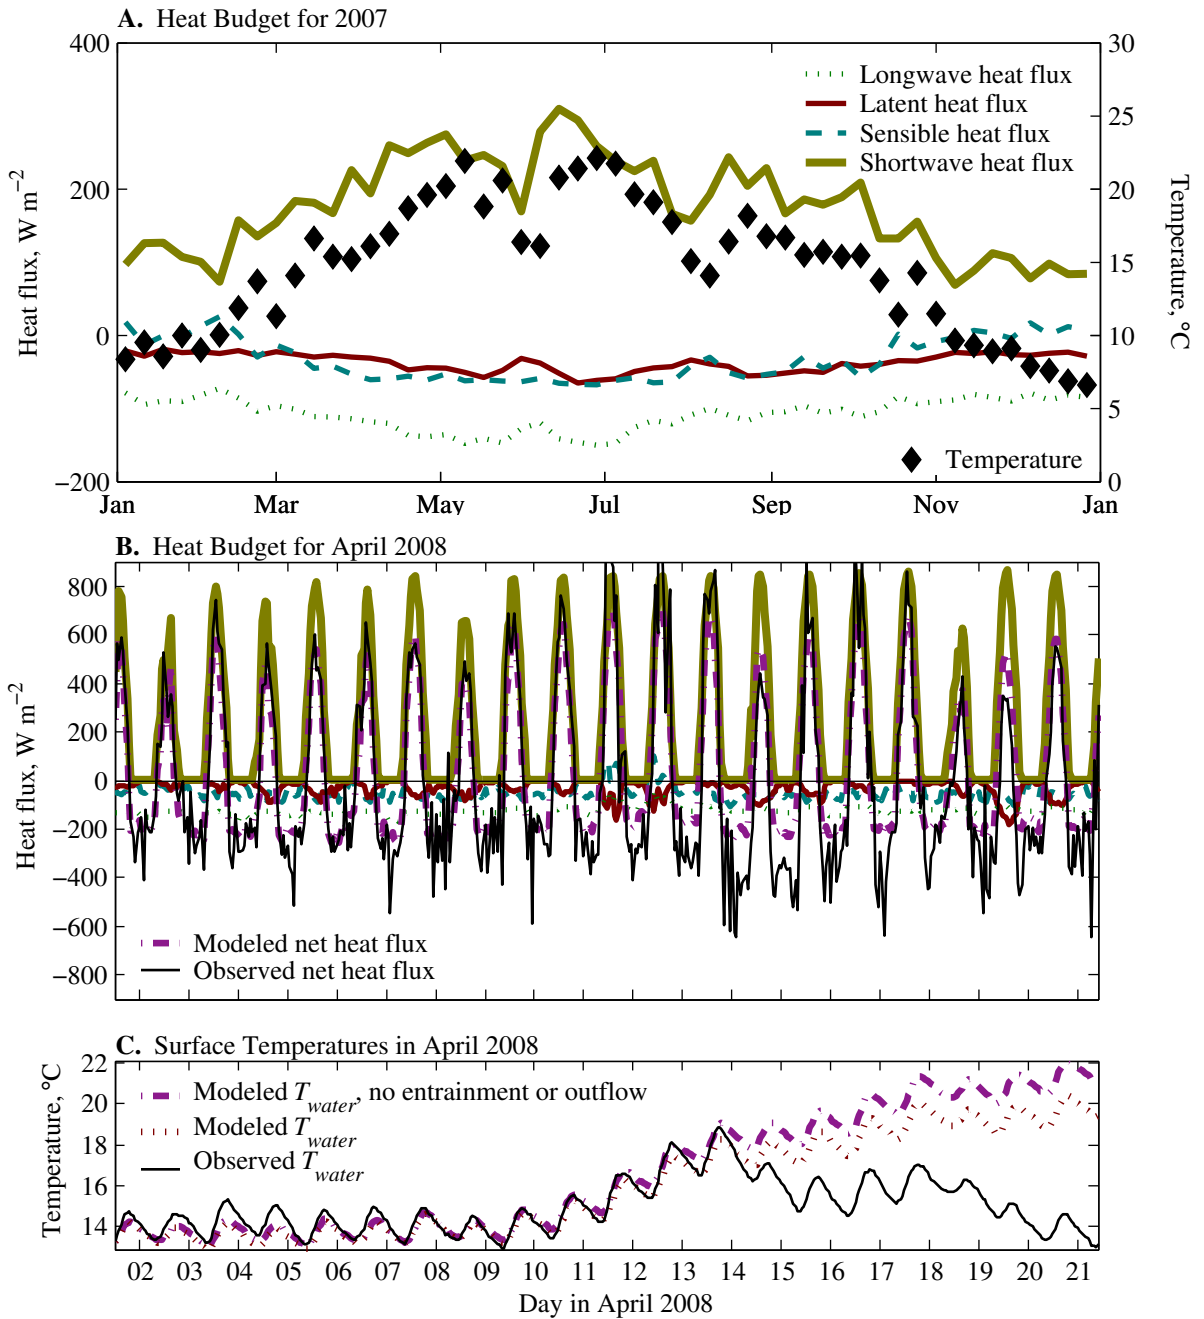 A. Heat Budget for 2007
400
200
0
−200
Heat flux, W m−2
30
25
20
15
10
5
0
Temperature, °C
Longwave heat flux
Latent heat flux
Sensible heat flux
Shortwave heat flux
Temperature
Jan Mar May Jul Sep Nov Jan
B. Heat Budget for April 2008
800
600
400
200
0
−200
−400
−600
−800
Heat flux, W m−2
Modeled net heat flux
Observed net heat flux
C. Surface Temperatures in April 2008
22
20
18
16
14
Temperature, °C
Modeled Twater, no entrainment or outflow
Modeled Twater
Observed Twater
02 03 04 05 06 07 08 09 10 11 12 13 14 15 16 17 18 19 20 21
Day in April 2008